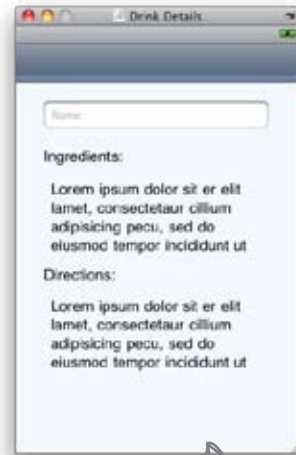 Drink Details
Name
Ingredients:
Lorem ipsum dolor sit er elit
lamet, consectetaur cillium
adipisicing pecu, sed do
eiusmod tempor incididunt ut
Directions:
Lorem ipsum dolor sit er elit
lamet, consectetaur cillium
adipisicing pecu, sed do
eiusmod tempor incididunt ut